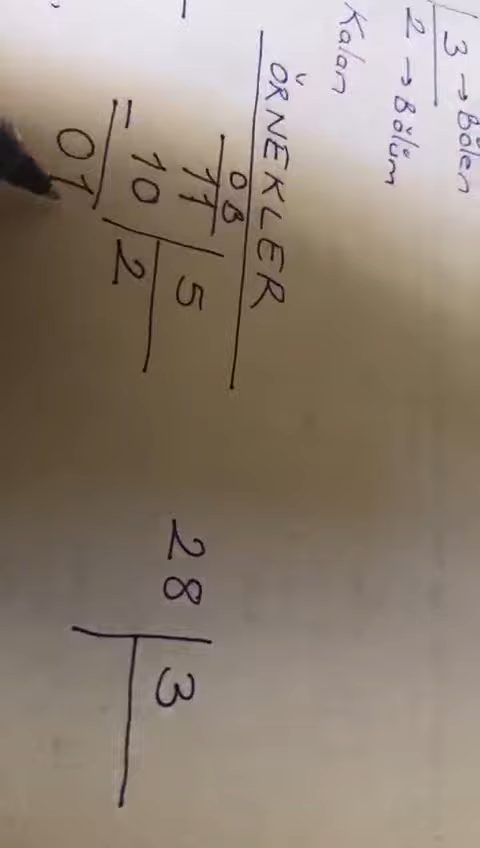 3 → Bölen
2 → Bölüm
Kalan
ÖRNEKLER
08
11 5
10 2
01
28 3